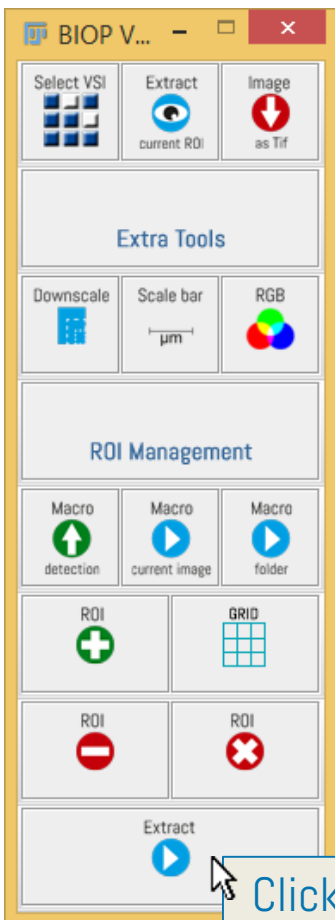 BIOP V...
Select VSI
Extract
current ROI
Image
as Tif
Extra Tools
Downscale
Scale bar
µm
RGB
ROI Management
Macro
detection
Macro
current image
Macro
folder
ROI
GRID
ROI
ROI
Extract
Click